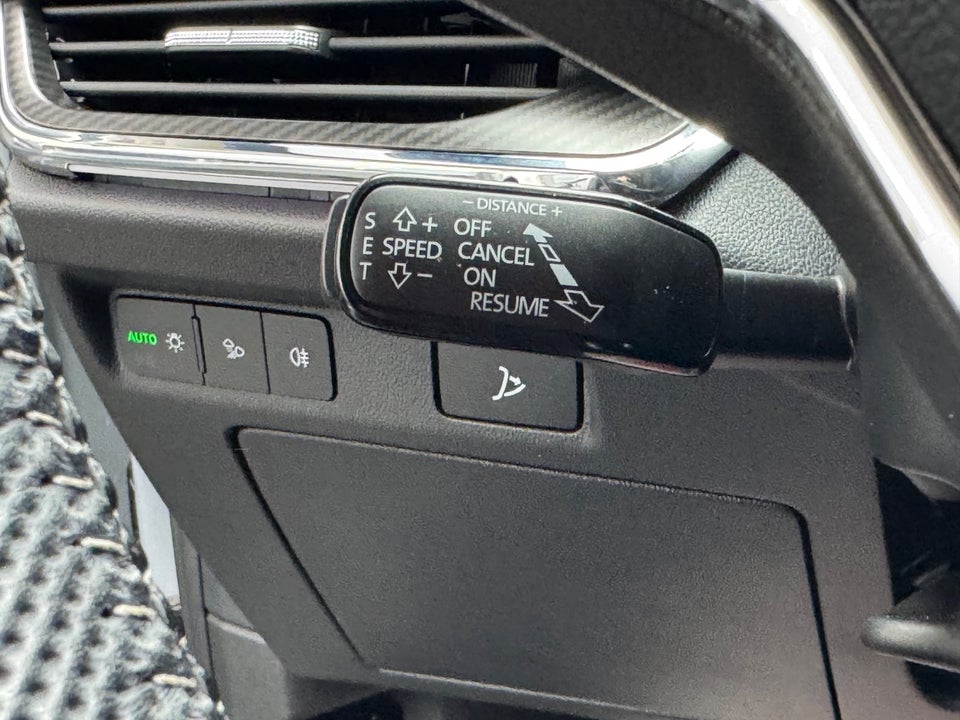 - DISTANCE +
S + OFF
E SPEED CANCEL
T - ON
RESUME
AUTO